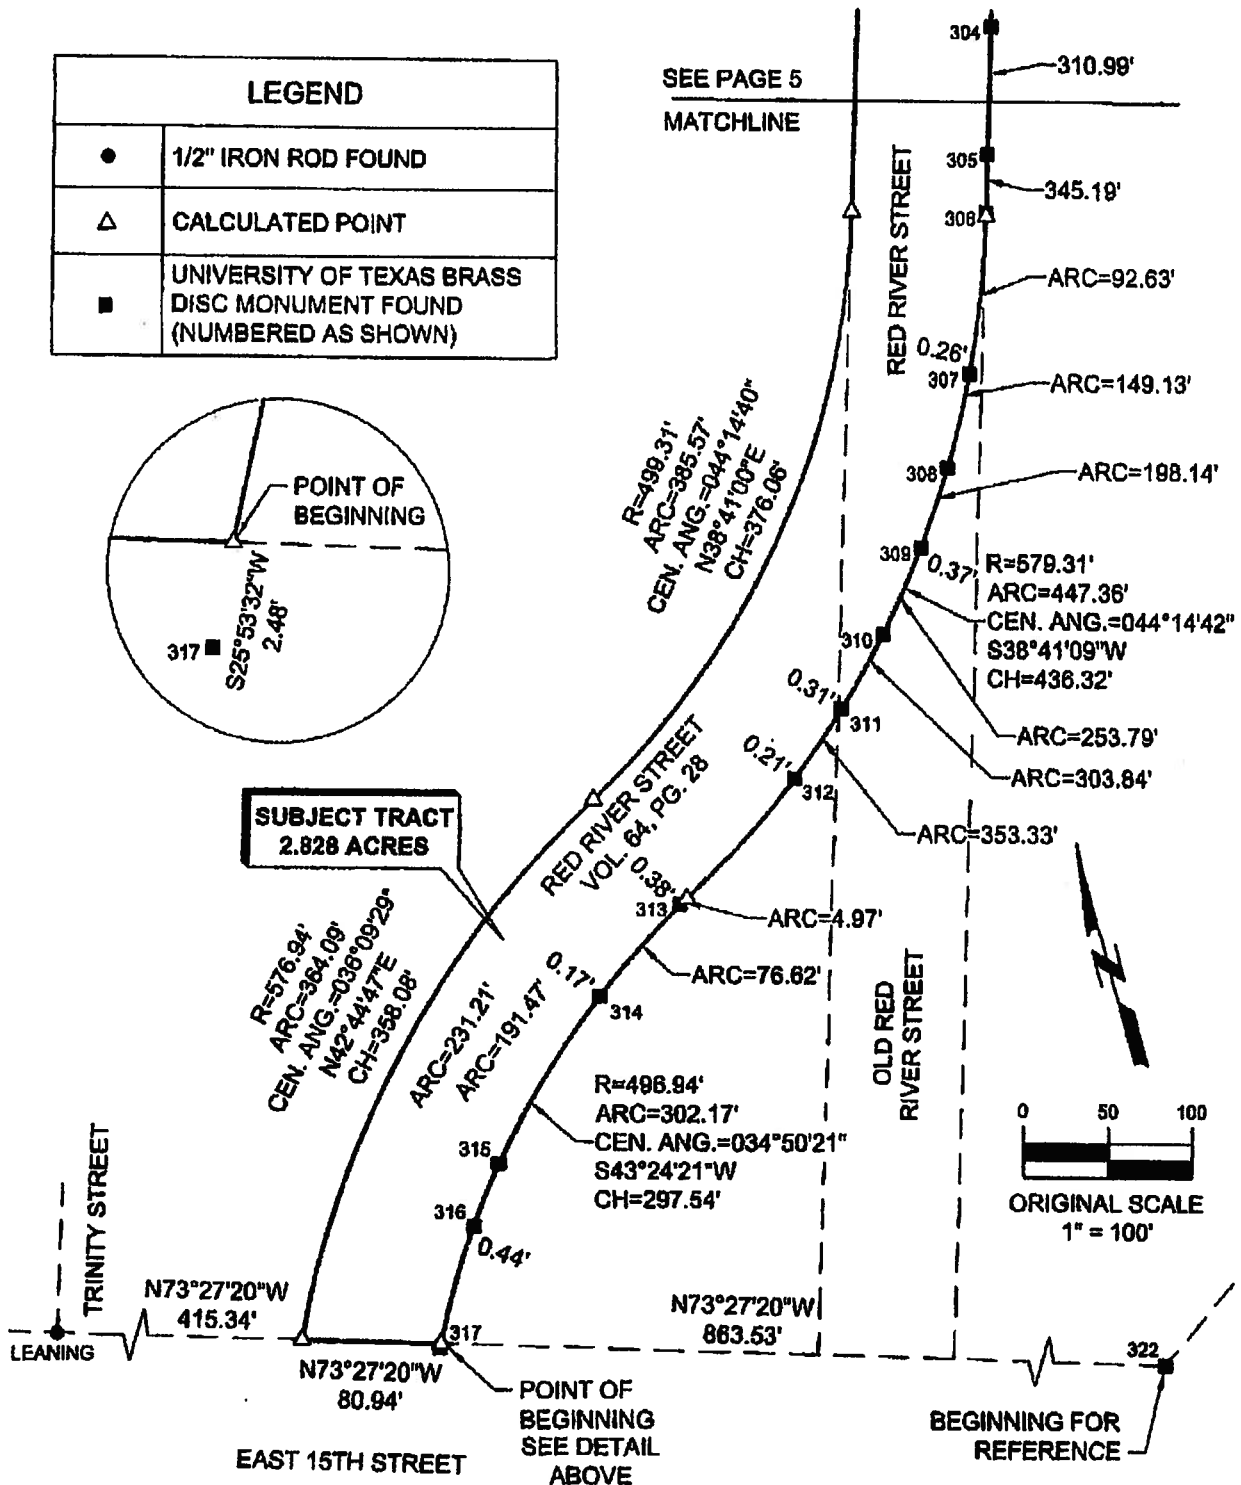 LEGEND
1/2" IRON ROD FOUND
CALCULATED POINT
UNIVERSITY OF TEXAS BRASS
DISC MONUMENT FOUND
(NUMBERED AS SHOWN)
SEE PAGE 5
MATCHLINE
304
310.99'
305
345.19'
306
RED RIVER STREET
ARC=92.63'
0.26'
307
ARC=149.13'
308
ARC=198.14'
309
0.37'
R=579.31'
ARC=447.36'
CEN. ANG.=044°14'42"
S38°41'09"W
CH=436.32'
310
0.31'
311
ARC=253.79'
ARC=303.84'
0.21'
312
ARC=353.33'
R=499.31'
ARC=385.57'
CEN. ANG.=044°14'40"
N38°41'00"E
CH=376.06'
POINT OF
BEGINNING
S25°53'32"W
2.48'
317
SUBJECT TRACT
2.828 ACRES
RED RIVER STREET
VOL. 64, PG. 28
0.38'
313
ARC=4.97'
ARC=76.62'
0.17'
314
R=576.94'
ARC=364.09'
CEN. ANG.=036°09'29"
N42°44'47"E
CH=358.08'
ARC=231.21'
ARC=191.47'
R=496.94'
ARC=302.17'
CEN. ANG.=034°50'21"
S43°24'21"W
CH=297.54'
OLD RED
RIVER STREET
0 50 100
ORIGINAL SCALE
1" = 100'
315
316
0.44'
TRINITY STREET
LEANING
N73°27'20"W
415.34'
317
N73°27'20"W
863.53'
322
N73°27'20"W
80.94'
POINT OF
BEGINNING
SEE DETAIL
ABOVE
BEGINNING FOR
REFERENCE
EAST 15TH STREET